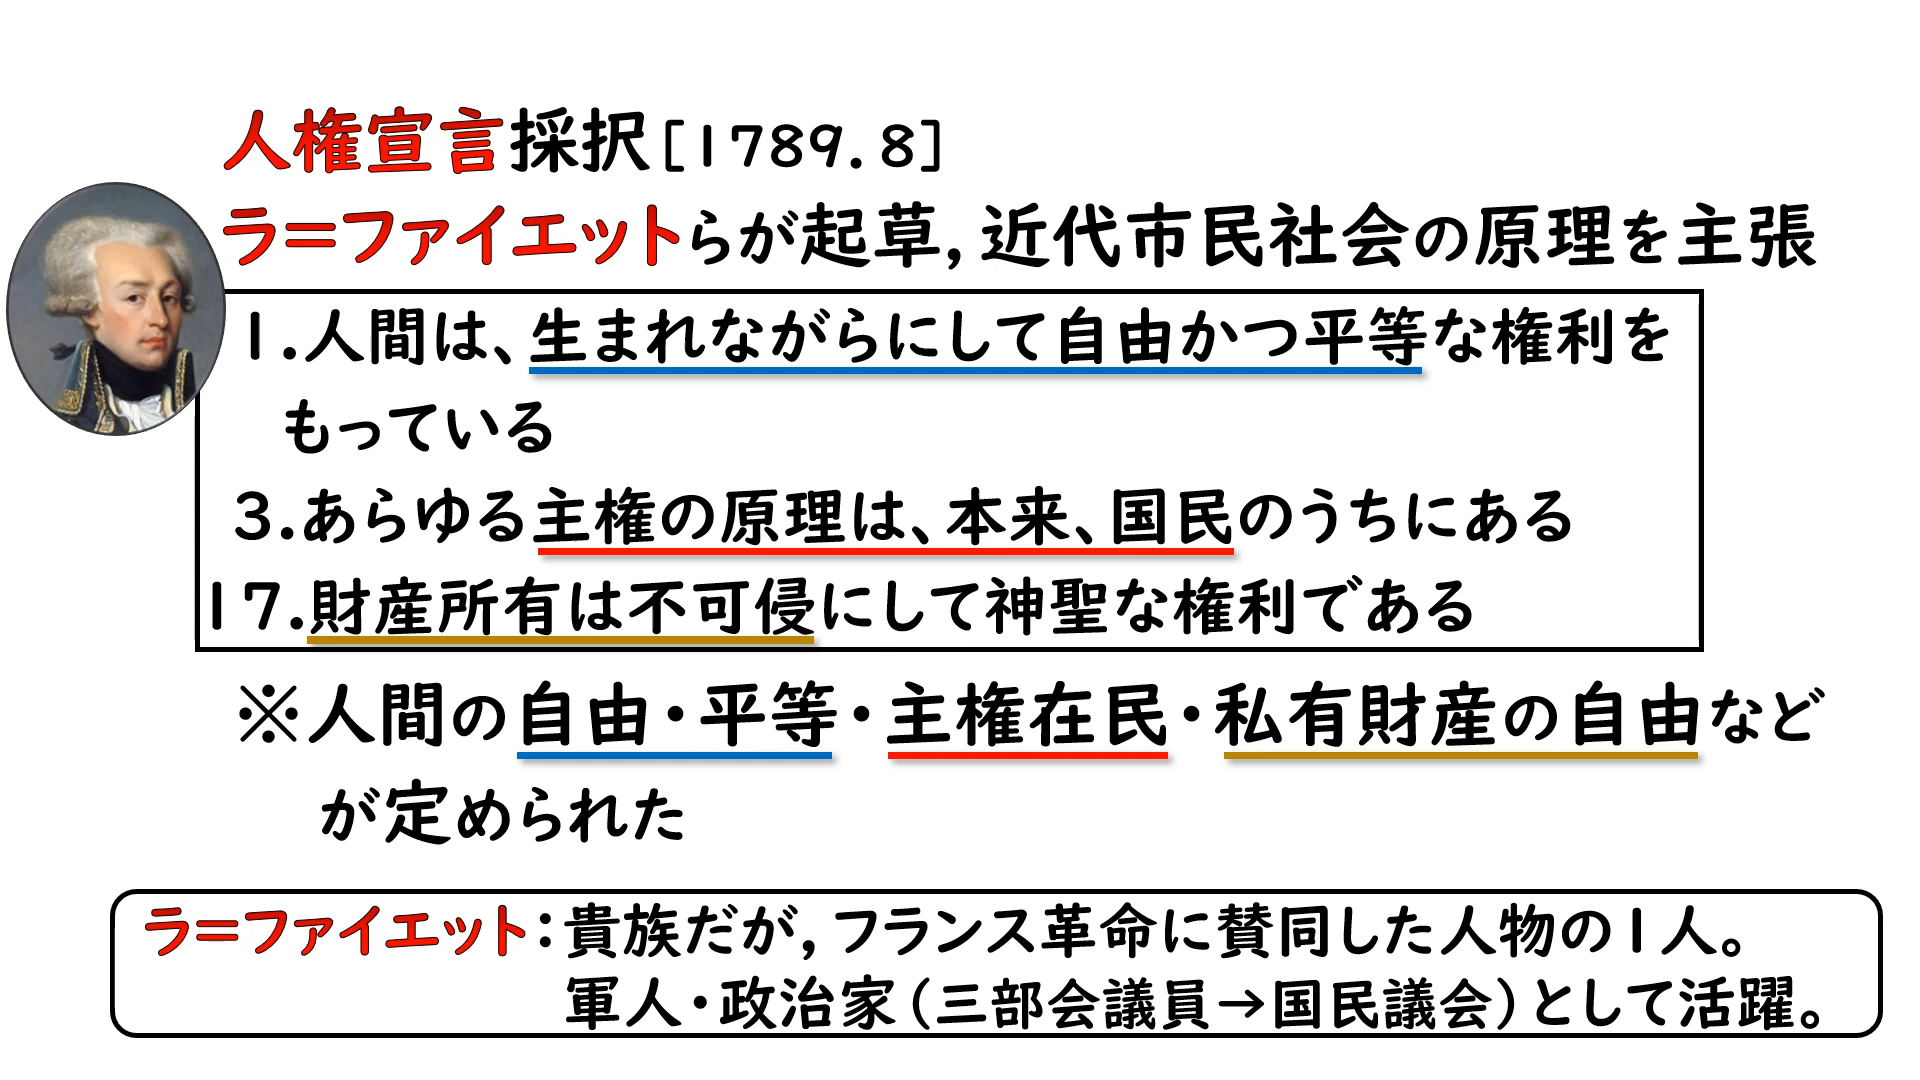 人権宣言採択[1789.8]
ラ＝ファイエットらが起草,近代市民社会の原理を主張
1.人間は、生まれながらにして自由かつ平等な権利を
もっている
3.あらゆる主権の原理は、本来、国民のうちにある
17.財産所有は不可侵にして神聖な権利である
※人間の自由・平等・主権在民・私有財産の自由など
が定められた
ラ＝ファイエット：貴族だが,フランス革命に賛同した人物の1人。
軍人・政治家(三部会議員→国民議会)として活躍。